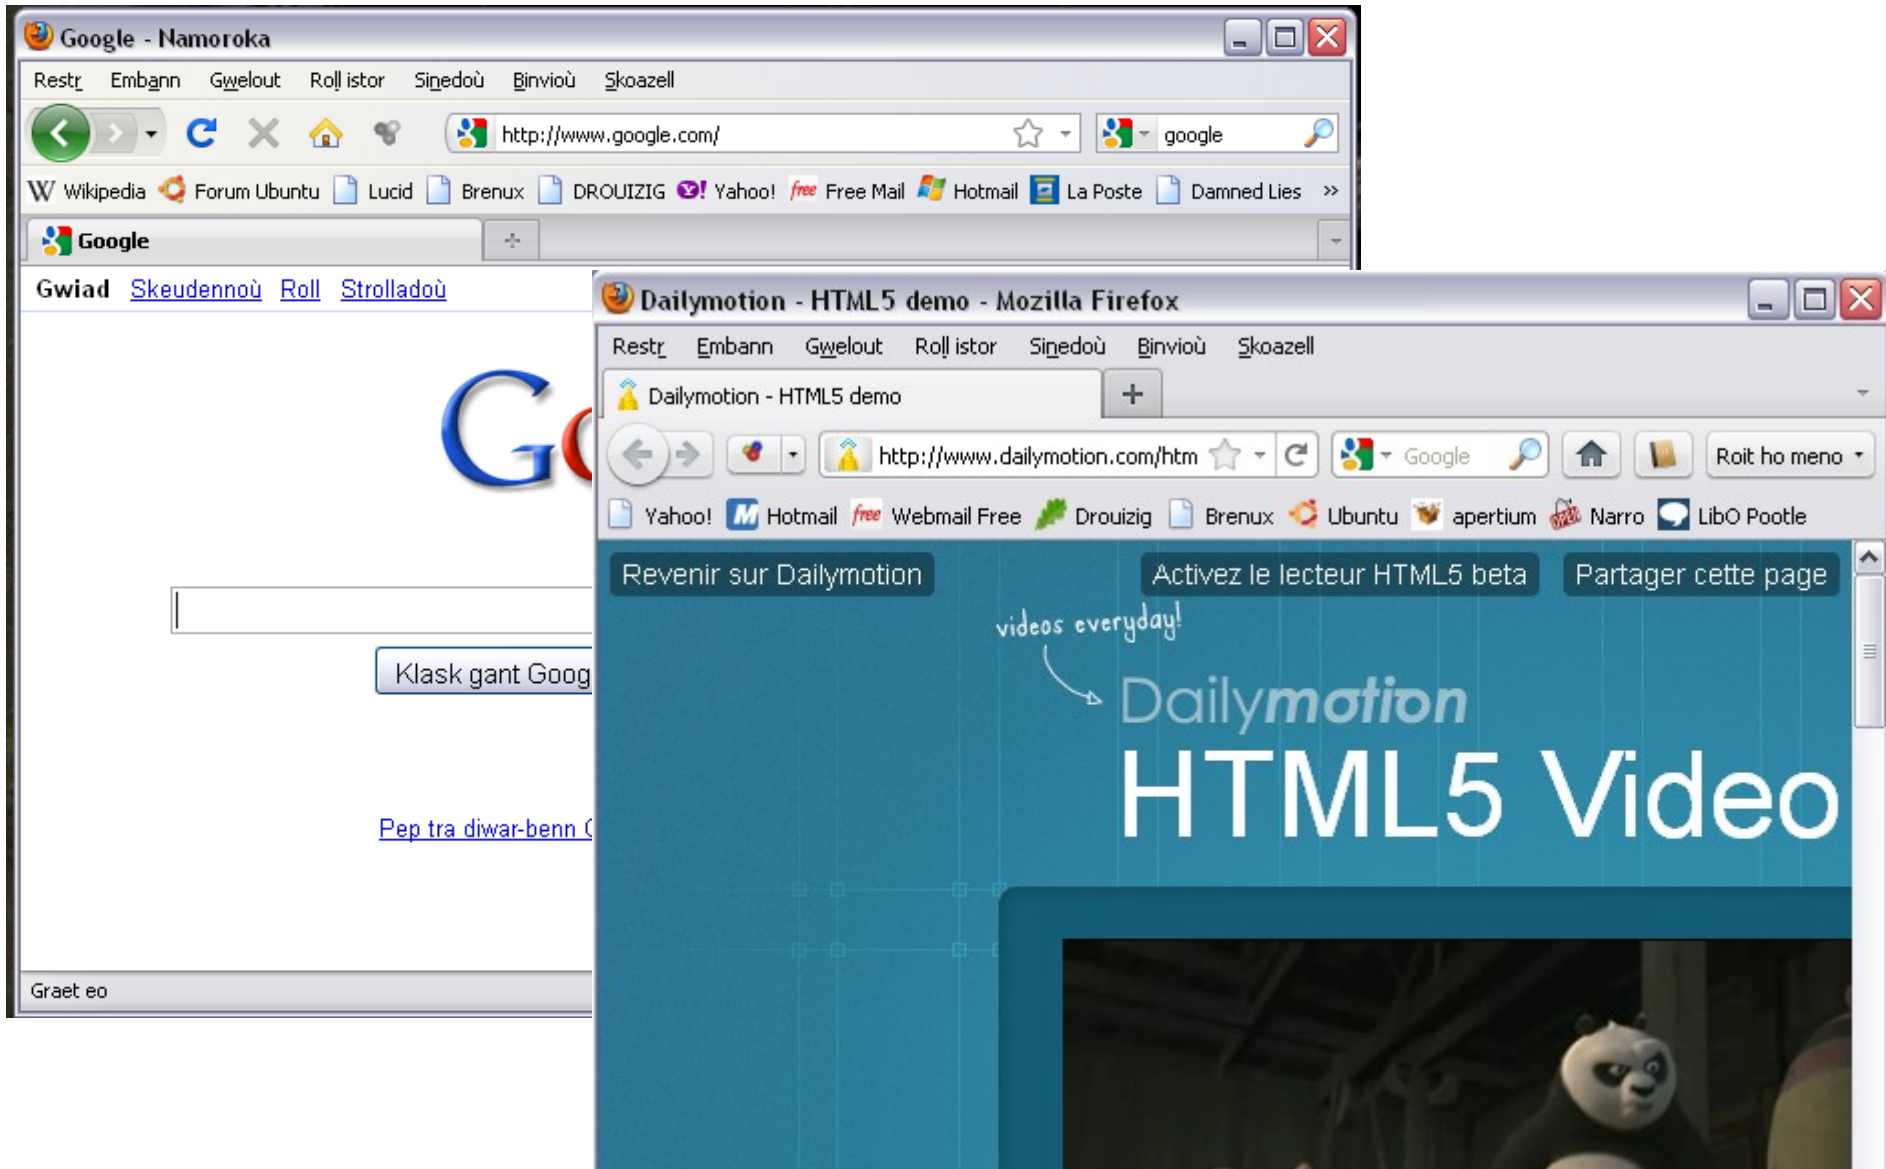 Google - Namoroka
Restr Embann Gwelout Roll istor Sinedoù Binvioù Skoazell
http://www.google.com/ google
Wikipedia Forum Ubuntu Lucid Brenux DROUIZIG Yahoo! free Free Mail Hotmail La Poste Damned Lies »
Google
Gwiad Skeudennoù Roll Strolladoù
Klask gant Goog
Pep tra diwar-benn
Graet eo
Dailymotion - HTML5 demo - Mozilla Firefox
Restr Embann Gwelout Roll istor Sinedoù Binvioù Skoazell
Dailymotion - HTML5 demo
http://www.dailymotion.com/htm Google Roit ho meno
Yahoo! Hotmail free Webmail Free Drouizig Brenux Ubuntu apertium Narro LibO Pootle
Revenir sur Dailymotion Activez le lecteur HTML5 beta Partager cette page
videos everyday!
Dailymotion
HTML5 Video